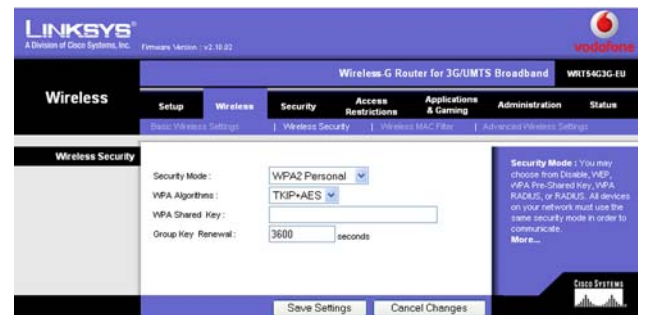 LINKSYS®
A Division of Cisco Systems, Inc.
Firmware Version : v2.10.02
vodafone
Wireless-G Router for 3G/UMTS Broadband WRT54G3G-EU
Wireless
Setup Wireless Security Access Restrictions Applications & Gaming Administration Status
Basic Wireless Settings | Wireless Security | Wireless MAC Filter | Advanced Wireless Settings
Wireless Security
Security Mode : WPA2 Personal
WPA Algorithms : TKIP+AES
WPA Shared Key :
Group Key Renewal : 3600 seconds
Security Mode : You may
choose from Disable, WEP,
WPA Pre-Shared Key, WPA
RADIUS, or RADIUS. All devices
on your network must use the
same security mode in order to
communicate.
More...
CISCO SYSTEMS
Save Settings Cancel Changes